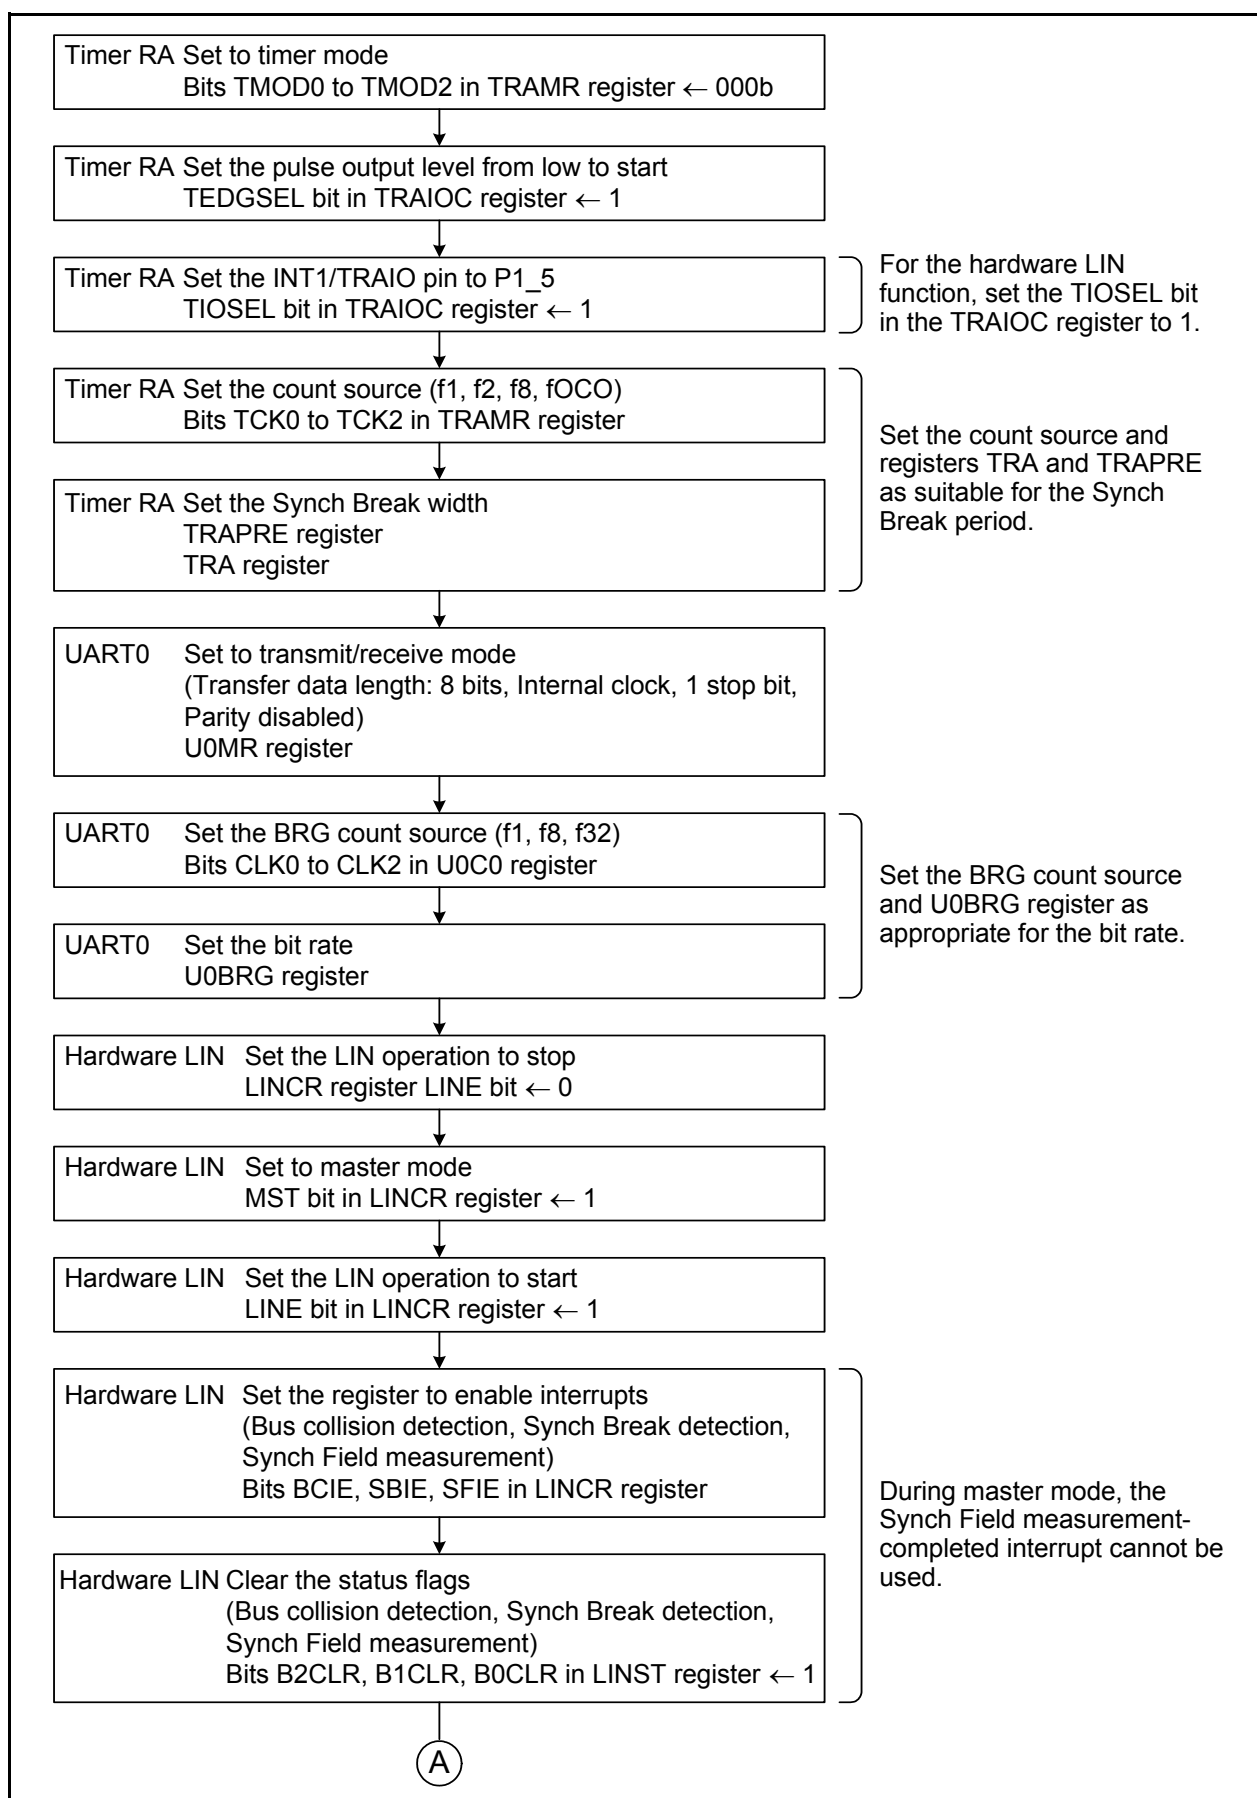 Timer RA Set to timer mode
Bits TMOD0 to TMOD2 in TRAMR register ← 000b
Timer RA Set the pulse output level from low to start
TEDGSEL bit in TRAIOC register ← 1
Timer RA Set the INT1/TRAIO pin to P1_5
TIOSEL bit in TRAIOC register ← 1
For the hardware LIN
function, set the TIOSEL bit
in the TRAIOC register to 1.
Timer RA Set the count source (f1, f2, f8, fOCO)
Bits TCK0 to TCK2 in TRAMR register
Timer RA Set the Synch Break width
TRAPRE register
TRA register
Set the count source and
registers TRA and TRAPRE
as suitable for the Synch
Break period.
UART0 Set to transmit/receive mode
(Transfer data length: 8 bits, Internal clock, 1 stop bit,
Parity disabled)
U0MR register
UART0 Set the BRG count source (f1, f8, f32)
Bits CLK0 to CLK2 in U0C0 register
UART0 Set the bit rate
U0BRG register
Set the BRG count source
and U0BRG register as
appropriate for the bit rate.
Hardware LIN Set the LIN operation to stop
LINCR register LINE bit ← 0
Hardware LIN Set to master mode
MST bit in LINCR register ← 1
Hardware LIN Set the LIN operation to start
LINE bit in LINCR register ← 1
Hardware LIN Set the register to enable interrupts
(Bus collision detection, Synch Break detection,
Synch Field measurement)
Bits BCIE, SBIE, SFIE in LINCR register
Hardware LIN Clear the status flags
(Bus collision detection, Synch Break detection,
Synch Field measurement)
Bits B2CLR, B1CLR, B0CLR in LINST register ← 1
During master mode, the
Synch Field measurement-
completed interrupt cannot be
used.
A